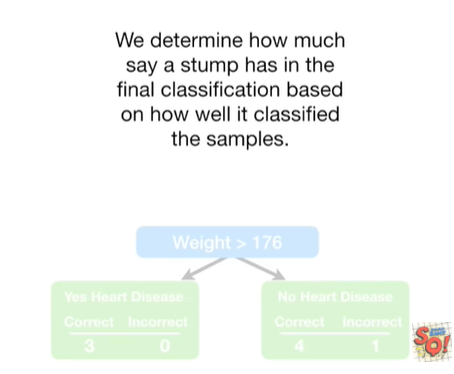 We determine how much
say a stump has in the
final classification based
on how well it classified
the samples.
Weight > 176
Yes Heart Disease
Correct Incorrect
3 0
No Heart Disease
Correct Incorrect
4 1
SQ!